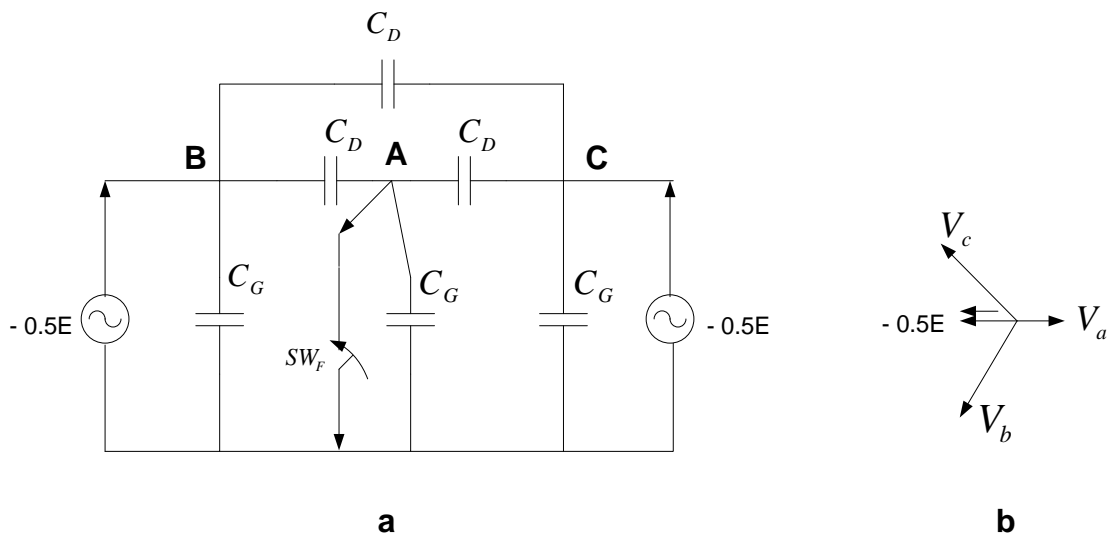 C_D
C_D
C_D
B
A
C
C_G
C_G
C_G
- 0.5E
SW_F
- 0.5E
V_c
- 0.5E
V_a
V_b
a
b